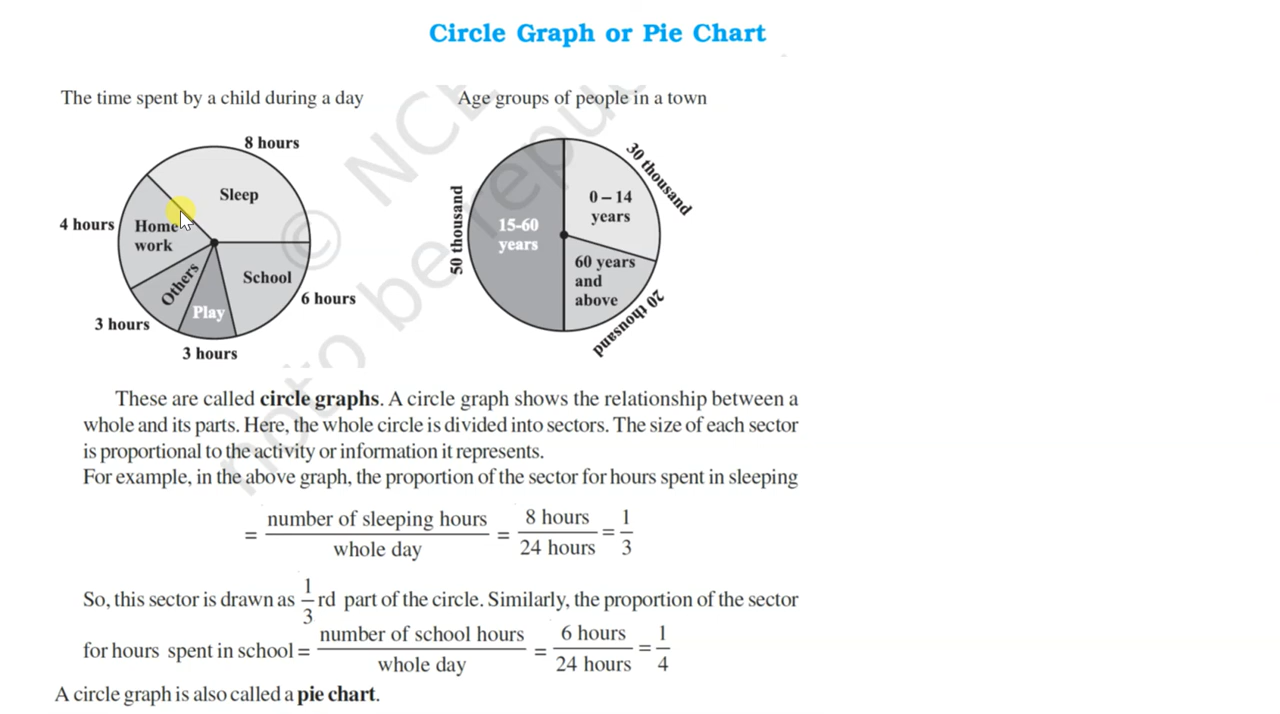 Circle Graph or Pie Chart
The time spent by a child during a day
8 hours
Sleep
4 hours
Home
work
Others
School
6 hours
Play
3 hours
3 hours
Age groups of people in a town
30 thousand
0 – 14
years
50 thousand
15-60
years
60 years
and
above
20 thousand
© NCE
not to be repu
These are called circle graphs. A circle graph shows the relationship between a
whole and its parts. Here, the whole circle is divided into sectors. The size of each sector
is proportional to the activity or information it represents.
For example, in the above graph, the proportion of the sector for hours spent in sleeping
= number of sleeping hours / whole day = 8 hours / 24 hours = 1 / 3
So, this sector is drawn as 1/3 rd part of the circle. Similarly, the proportion of the sector
for hours spent in school = number of school hours / whole day = 6 hours / 24 hours = 1 / 4
A circle graph is also called a pie chart.